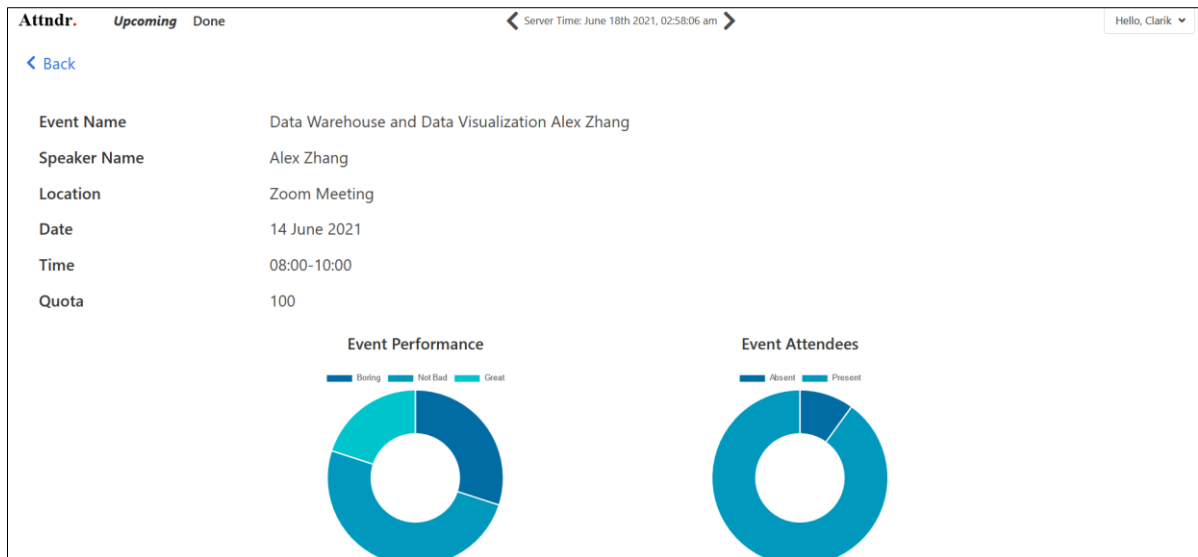 Attndr. Upcoming Done Server Time: June 18th 2021, 02:58:06 am Hello, Clarik
Back
Event Name Data Warehouse and Data Visualization Alex Zhang
Speaker Name Alex Zhang
Location Zoom Meeting
Date 14 June 2021
Time 08:00-10:00
Quota 100
Event Performance Event Attendees
Boring Not Bad Great Absent Present